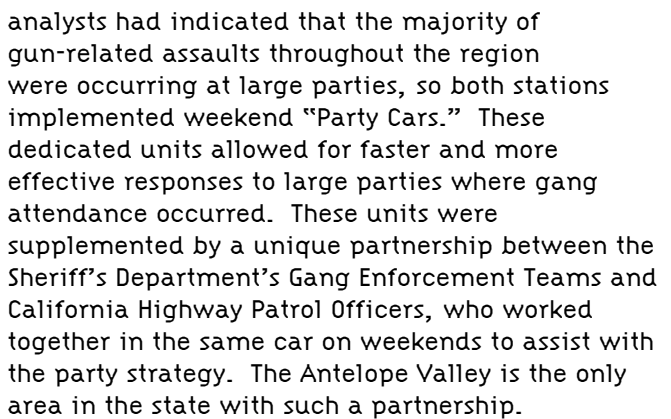 analysts had indicated that the majority of
gun-related assaults throughout the region
were occurring at large parties, so both stations
implemented weekend “Party Cars.”  These
dedicated units allowed for faster and more
effective responses to large parties where gang
attendance occurred.  These units were
supplemented by a unique partnership between the
Sheriff’s Department’s Gang Enforcement Teams and
California Highway Patrol Officers, who worked
together in the same car on weekends to assist with
the party strategy.  The Antelope Valley is the only
area in the state with such a partnership.